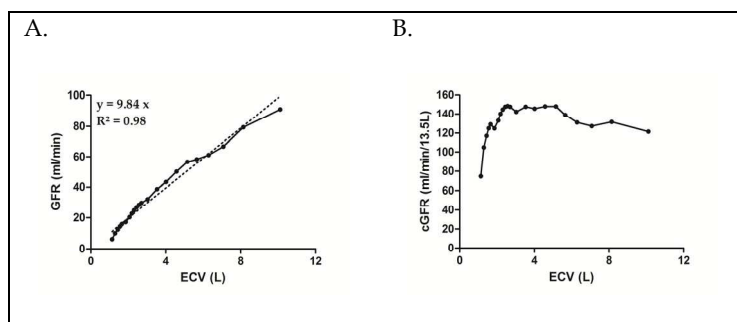 A.
y = 9.84 x
R² = 0.98
GFR (ml/min)
100
80
60
40
20
0
0 4 8 12
ECV (L)
B.
cGFR (ml/min/13.5L)
160
140
120
100
80
60
40
20
0
0 4 8 12
ECV (L)